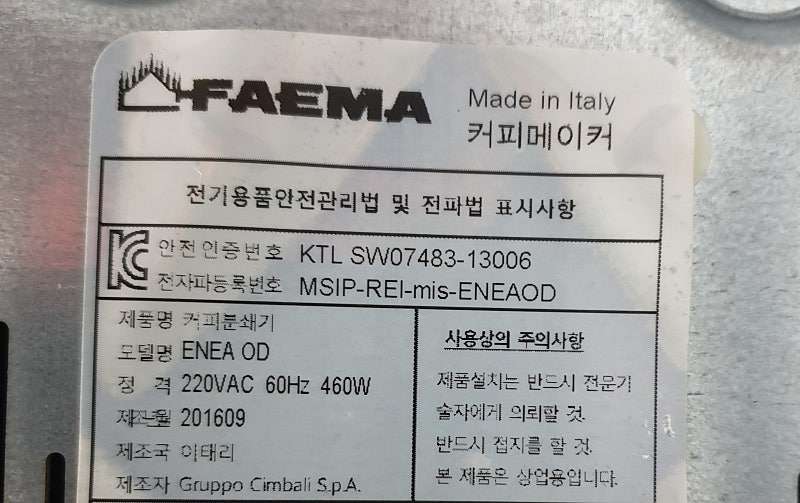 FAEMA
Made in Italy
커피메이커
전기용품안전관리법 및 전파법 표시사항
안전인증번호 KTL SW07483-13006
전자파등록번호 MSIP-REI-mis-ENEAOD
제품명 커피분쇄기
모델명 ENEA OD
정 격 220VAC 60Hz 460W
제조년월 201609
제조국 이태리
제조자 Gruppo Cimbali S.p.A.
사용상의 주의사항
제품설치는 반드시 전문기
술자에게 의뢰할 것.
반드시 접지를 할 것.
본 제품은 상업용입니다.